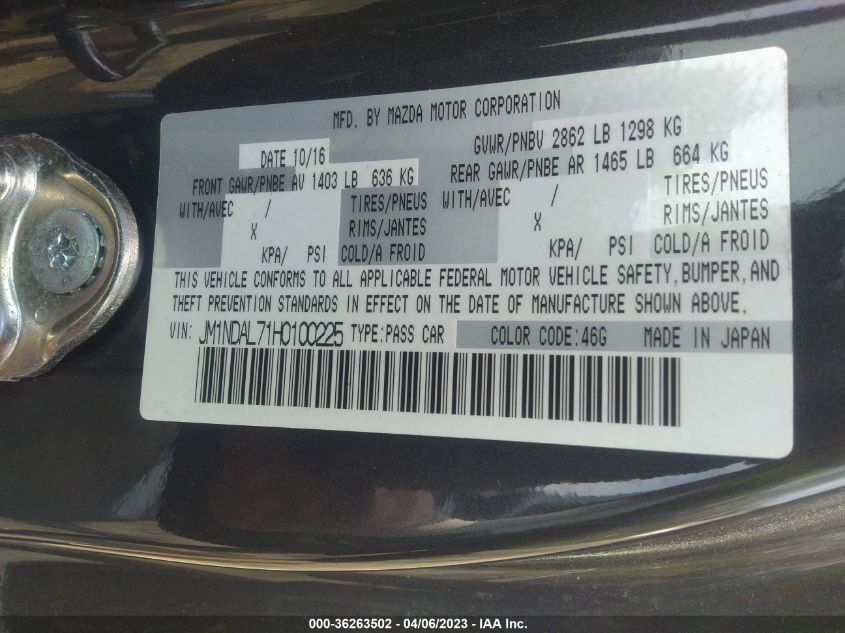 MFD. BY MAZDA MOTOR CORPORATION
DATE 10/16
GVWR/PNBV 2862 LB 1298 KG
FRONT GAWR/PNBE AV 1403 LB 636 KG
REAR GAWR/PNBE AR 1465 LB 664 KG
WITH/AVEC / TIRES/PNEUS
WITH/AVEC / TIRES/PNEUS
X RIMS/JANTES
X RIMS/JANTES
KPA/ PSI COLD/A FROID
KPA/ PSI COLD/A FROID
THIS VEHICLE CONFORMS TO ALL APPLICABLE FEDERAL MOTOR VEHICLE SAFETY, BUMPER, AND
THEFT PREVENTION STANDARDS IN EFFECT ON THE DATE OF MANUFACTURE SHOWN ABOVE.
VIN: JM1NDAL71H0100225 TYPE:PASS CAR COLOR CODE:46G MADE IN JAPAN
000-36263502 - 04/06/2023 - IAA Inc.